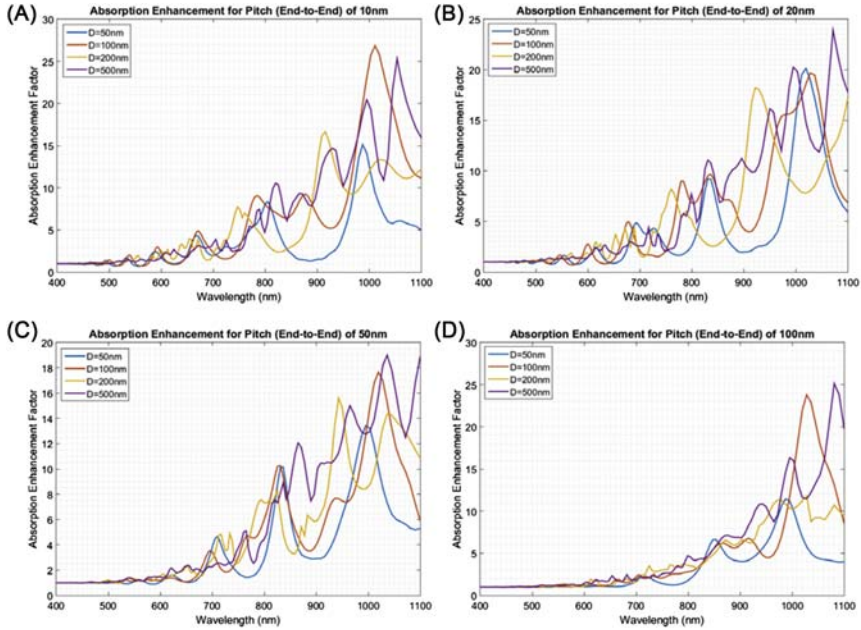 (A)
Absorption Enhancement for Pitch (End-to-End) of 10nm
D=50nm
D=100nm
D=200nm
D=500nm
Absorption Enhancement Factor
30
25
20
15
10
5
0
400 500 600 700 800 900 1000 1100
Wavelength (nm)
(B)
Absorption Enhancement for Pitch (End-to-End) of 20nm
D=50nm
D=100nm
D=200nm
D=500nm
Absorption Enhancement Factor
25
20
15
10
5
0
400 500 600 700 800 900 1000 1100
Wavelength (nm)
(C)
Absorption Enhancement for Pitch (End-to-End) of 50nm
D=50nm
D=100nm
D=200nm
D=500nm
Absorption Enhancement Factor
20
18
16
14
12
10
8
6
4
2
0
400 500 600 700 800 900 1000 1100
Wavelength (nm)
(D)
Absorption Enhancement for Pitch (End-to-End) of 100nm
D=50nm
D=100nm
D=200nm
D=500nm
Absorption Enhancement Factor
30
25
20
15
10
5
0
400 500 600 700 800 900 1000 1100
Wavelength (nm)